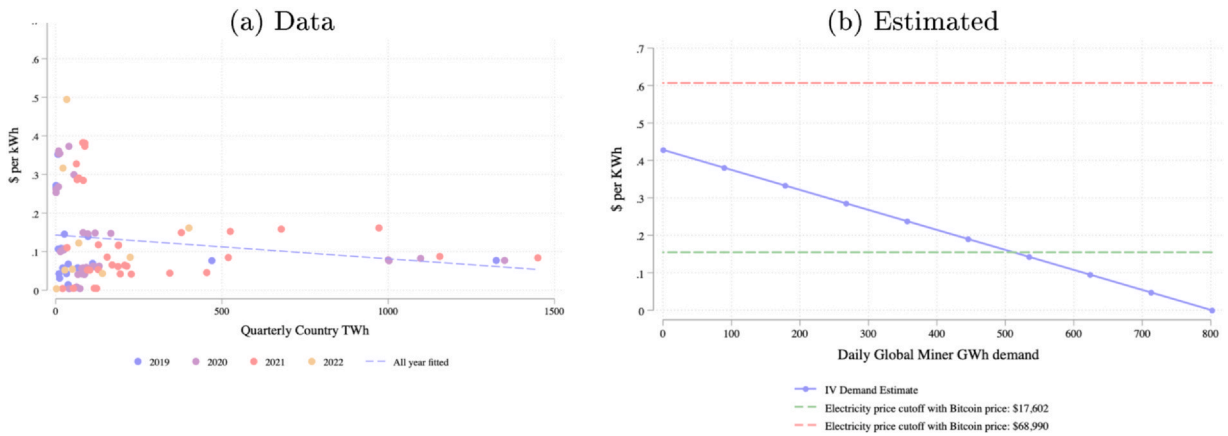 (a) Data
.6
.5
.4
.3
.2
.1
0
$ per kWh
0 500 1000 1500
Quarterly Country TWh
2019 2020 2021 2022 All year fitted
(b) Estimated
.7
.6
.5
.4
.3
.2
.1
0
$ per KWh
0 100 200 300 400 500 600 700 800
Daily Global Miner GWh demand
IV Demand Estimate
Electricity price cutoff with Bitcoin price: $17,602
Electricity price cutoff with Bitcoin price: $68,990